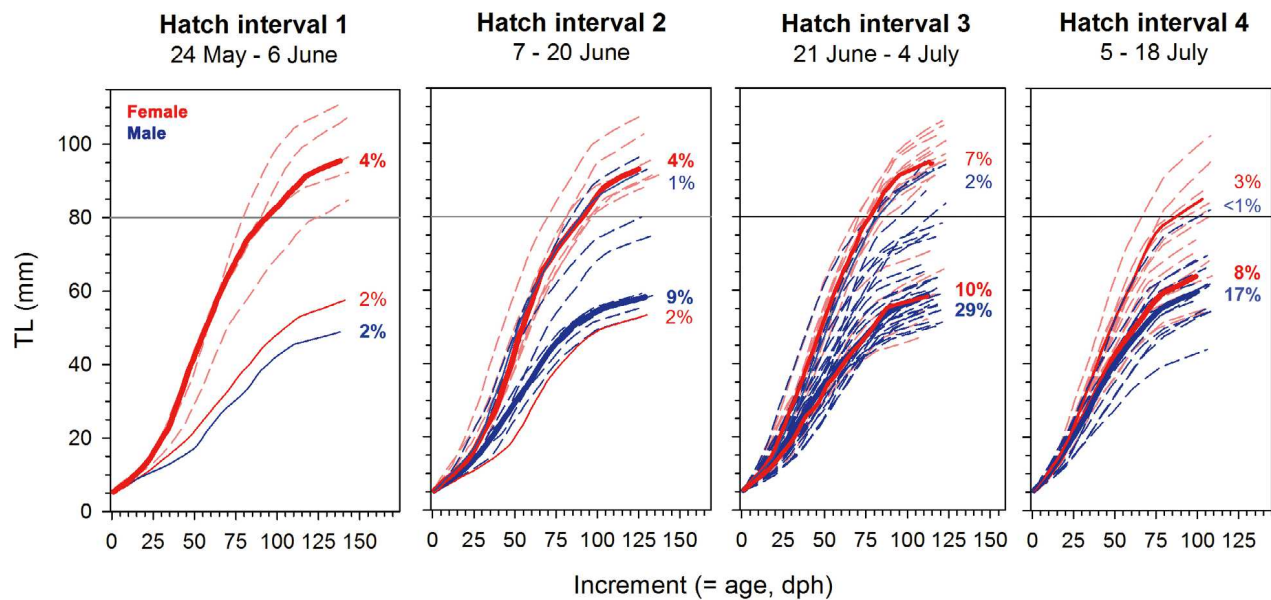 Hatch interval 1
24 May - 6 June
Hatch interval 2
7 - 20 June
Hatch interval 3
21 June - 4 July
Hatch interval 4
5 - 18 July
TL (mm)
100
80
60
40
20
0
Female
Male
4%
2%
2%
0 25 50 75 100 125 150
4%
1%
9%
2%
0 25 50 75 100 125 150
7%
2%
10%
29%
0 25 50 75 100 125 150
3%
<1%
8%
17%
0 25 50 75 100 125
Increment (= age, dph)